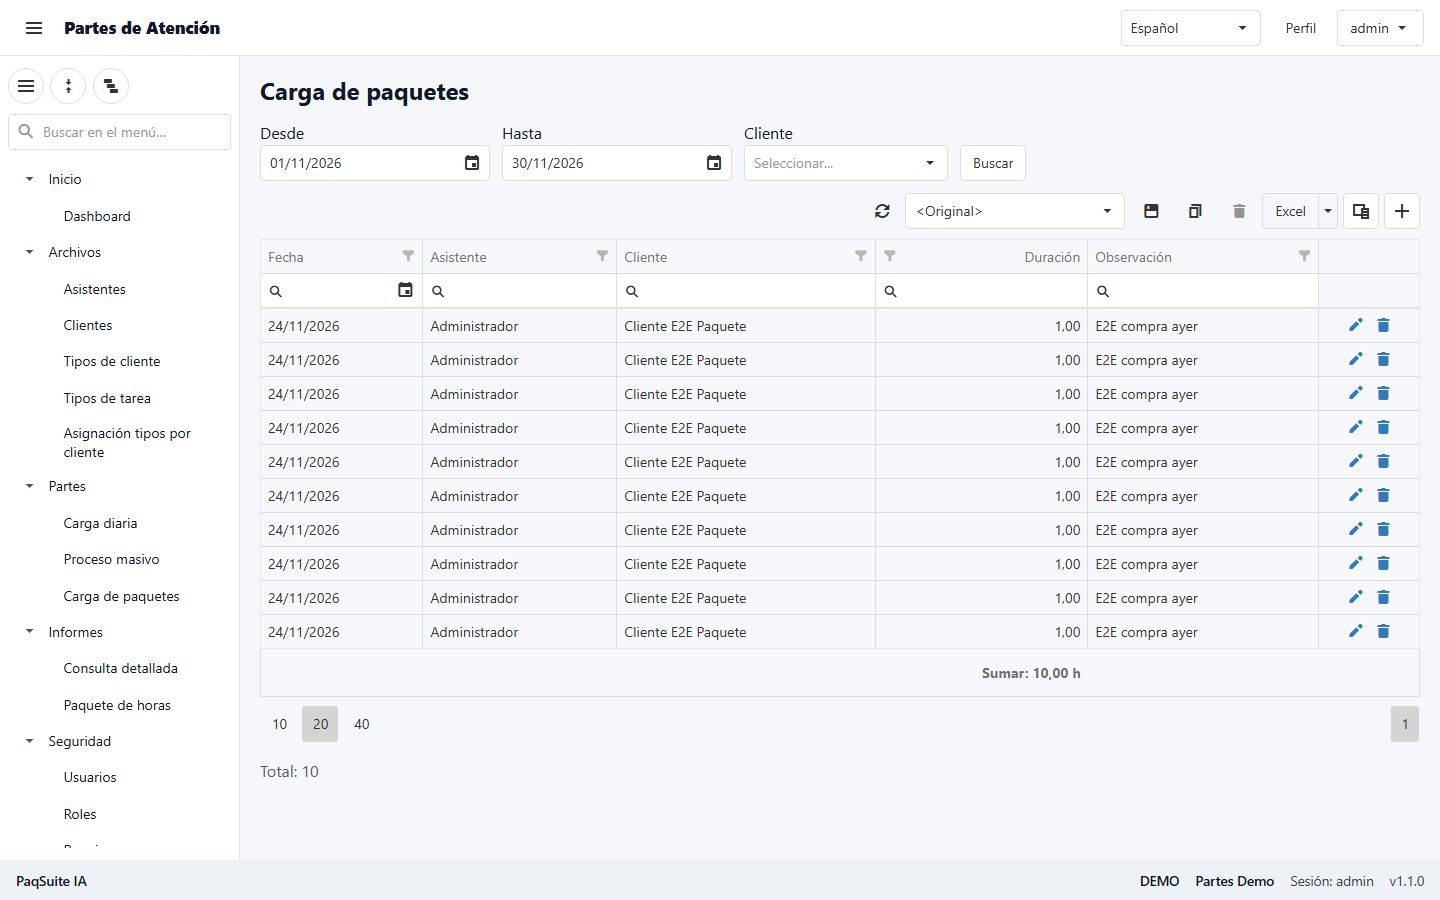 Partes de Atención
Español
Perfil
admin
Buscar en el menú...
Inicio
Dashboard
Archivos
Asistentes
Clientes
Tipos de cliente
Tipos de tarea
Asignación tipos por
cliente
Partes
Carga diaria
Proceso masivo
Carga de paquetes
Informes
Consulta detallada
Paquete de horas
Seguridad
Usuarios
Roles
Carga de paquetes
Desde
Hasta
Cliente
01/11/2026
30/11/2026
Seleccionar...
Buscar
<Original>
Excel
Fecha Asistente Cliente Duración Observación
24/11/2026 Administrador Cliente E2E Paquete 1,00 E2E compra ayer
24/11/2026 Administrador Cliente E2E Paquete 1,00 E2E compra ayer
24/11/2026 Administrador Cliente E2E Paquete 1,00 E2E compra ayer
24/11/2026 Administrador Cliente E2E Paquete 1,00 E2E compra ayer
24/11/2026 Administrador Cliente E2E Paquete 1,00 E2E compra ayer
24/11/2026 Administrador Cliente E2E Paquete 1,00 E2E compra ayer
24/11/2026 Administrador Cliente E2E Paquete 1,00 E2E compra ayer
24/11/2026 Administrador Cliente E2E Paquete 1,00 E2E compra ayer
24/11/2026 Administrador Cliente E2E Paquete 1,00 E2E compra ayer
24/11/2026 Administrador Cliente E2E Paquete 1,00 E2E compra ayer
Sumar: 10,00 h
10 20 40
1
Total: 10
PaqSuite IA
DEMO Partes Demo Sesión: admin v1.1.0